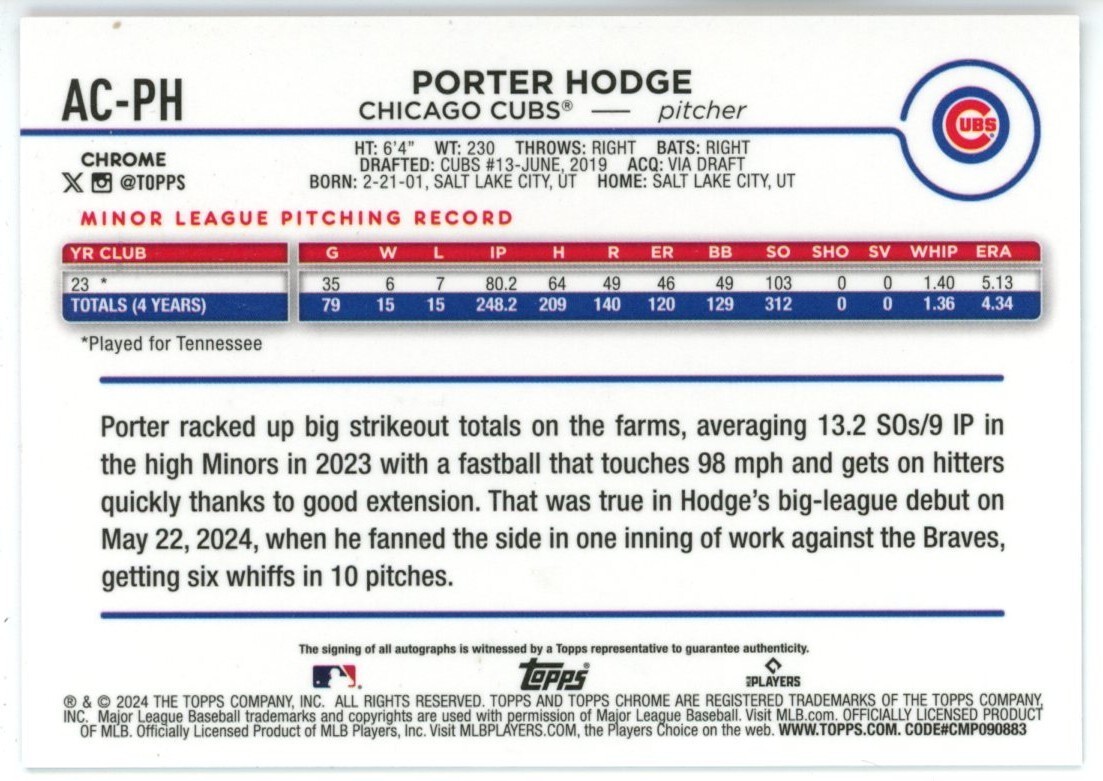 AC-PH
PORTER HODGE
CHICAGO CUBS® — pitcher
CUBS
CHROME
@TOPPS
HT: 6'4" WT: 230 THROWS: RIGHT BATS: RIGHT
DRAFTED: CUBS #13-JUNE, 2019 ACQ: VIA DRAFT
BORN: 2-21-01, SALT LAKE CITY, UT HOME: SALT LAKE CITY, UT
MINOR LEAGUE PITCHING RECORD
YR CLUB G W L IP H R ER BB SO SHO SV WHIP ERA
23 * 35 6 7 80.2 64 49 46 49 103 0 0 1.40 5.13
TOTALS (4 YEARS) 79 15 15 248.2 209 140 120 129 312 0 0 1.36 4.34
*Played for Tennessee
Porter racked up big strikeout totals on the farms, averaging 13.2 SOs/9 IP in
the high Minors in 2023 with a fastball that touches 98 mph and gets on hitters
quickly thanks to good extension. That was true in Hodge's big-league debut on
May 22, 2024, when he fanned the side in one inning of work against the Braves,
getting six whiffs in 10 pitches.
The signing of all autographs is witnessed by a Topps representative to guarantee authenticity.
Topps®
MLB PLAYERS
® & © 2024 THE TOPPS COMPANY, INC. ALL RIGHTS RESERVED. TOPPS AND TOPPS CHROME ARE REGISTERED TRADEMARKS OF THE TOPPS COMPANY,
INC. Major League Baseball trademarks and copyrights are used with permission of Major League Baseball. Visit MLB.com. OFFICIALLY LICENSED PRODUCT
OF MLB. Officially Licensed Product of MLB Players, Inc. Visit MLBPLAYERS.COM, the Players Choice on the web. WWW.TOPPS.COM. CODE#CMP090883